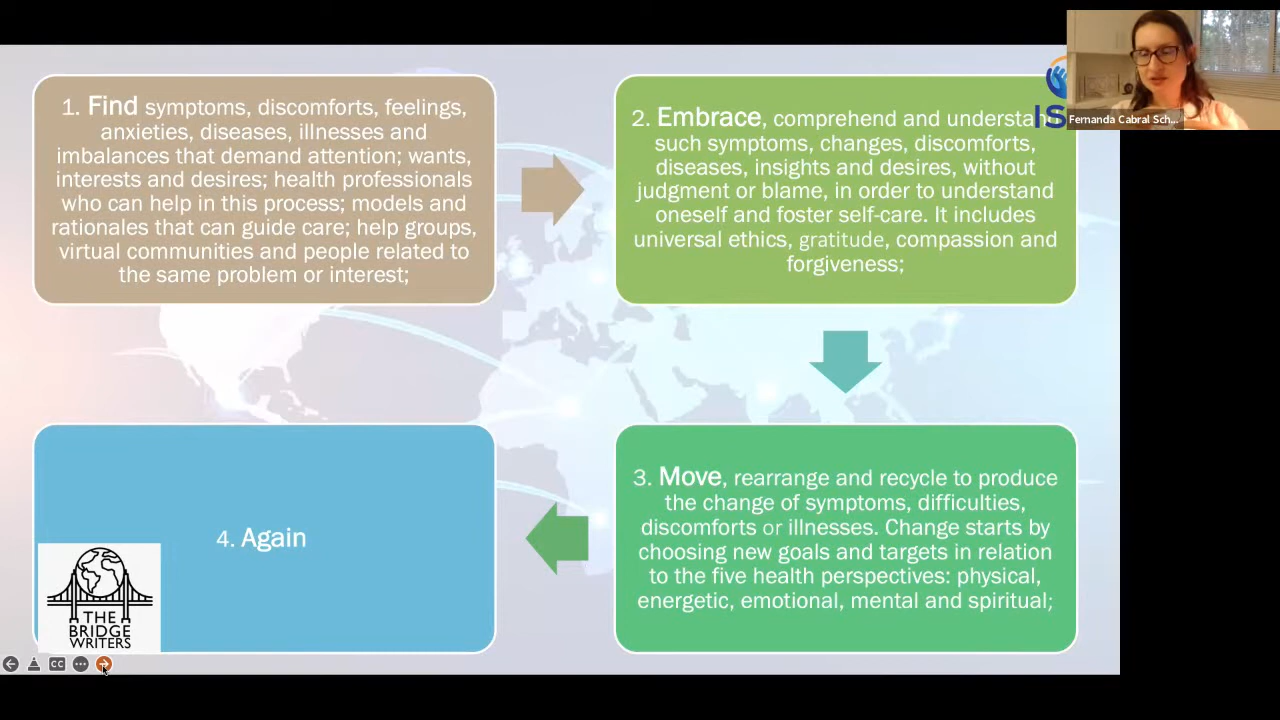 1. Find symptoms, discomforts, feelings,
anxieties, diseases, illnesses and
imbalances that demand attention; wants,
interests and desires; health professionals
who can help in this process; models and
rationales that can guide care; help groups,
virtual communities and people related to
the same problem or interest;
2. Embrace, comprehend and understand
such symptoms, changes, discomforts,
diseases, insights and desires, without
judgment or blame, in order to understand
oneself and foster self-care. It includes
universal ethics, gratitude, compassion and
forgiveness;
IS
Fernanda Cabral Sch...
3. Move, rearrange and recycle to produce
the change of symptoms, difficulties,
discomforts or illnesses. Change starts by
choosing new goals and targets in relation
to the five health perspectives: physical,
energetic, emotional, mental and spiritual;
4. Again
THE
BRIDGE
WRITERS
CC